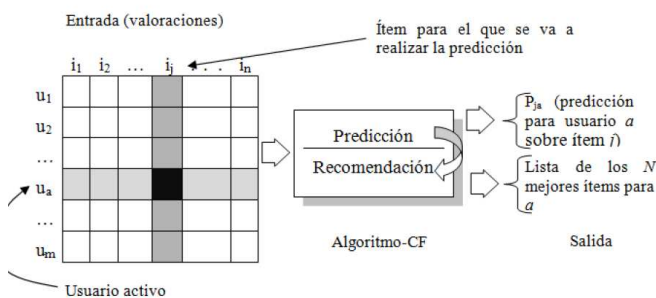 Entrada (valoraciones)
Ítem para el que se va a
realizar la predicción
i1 i2 ... ij . . . in
u1
u2
...
ua
...
um
Usuario activo
Predicción
Recomendación
Algoritmo-CF
Pja (predicción
para usuario a
sobre ítem j)
Lista de los N
mejores ítems para
a
Salida